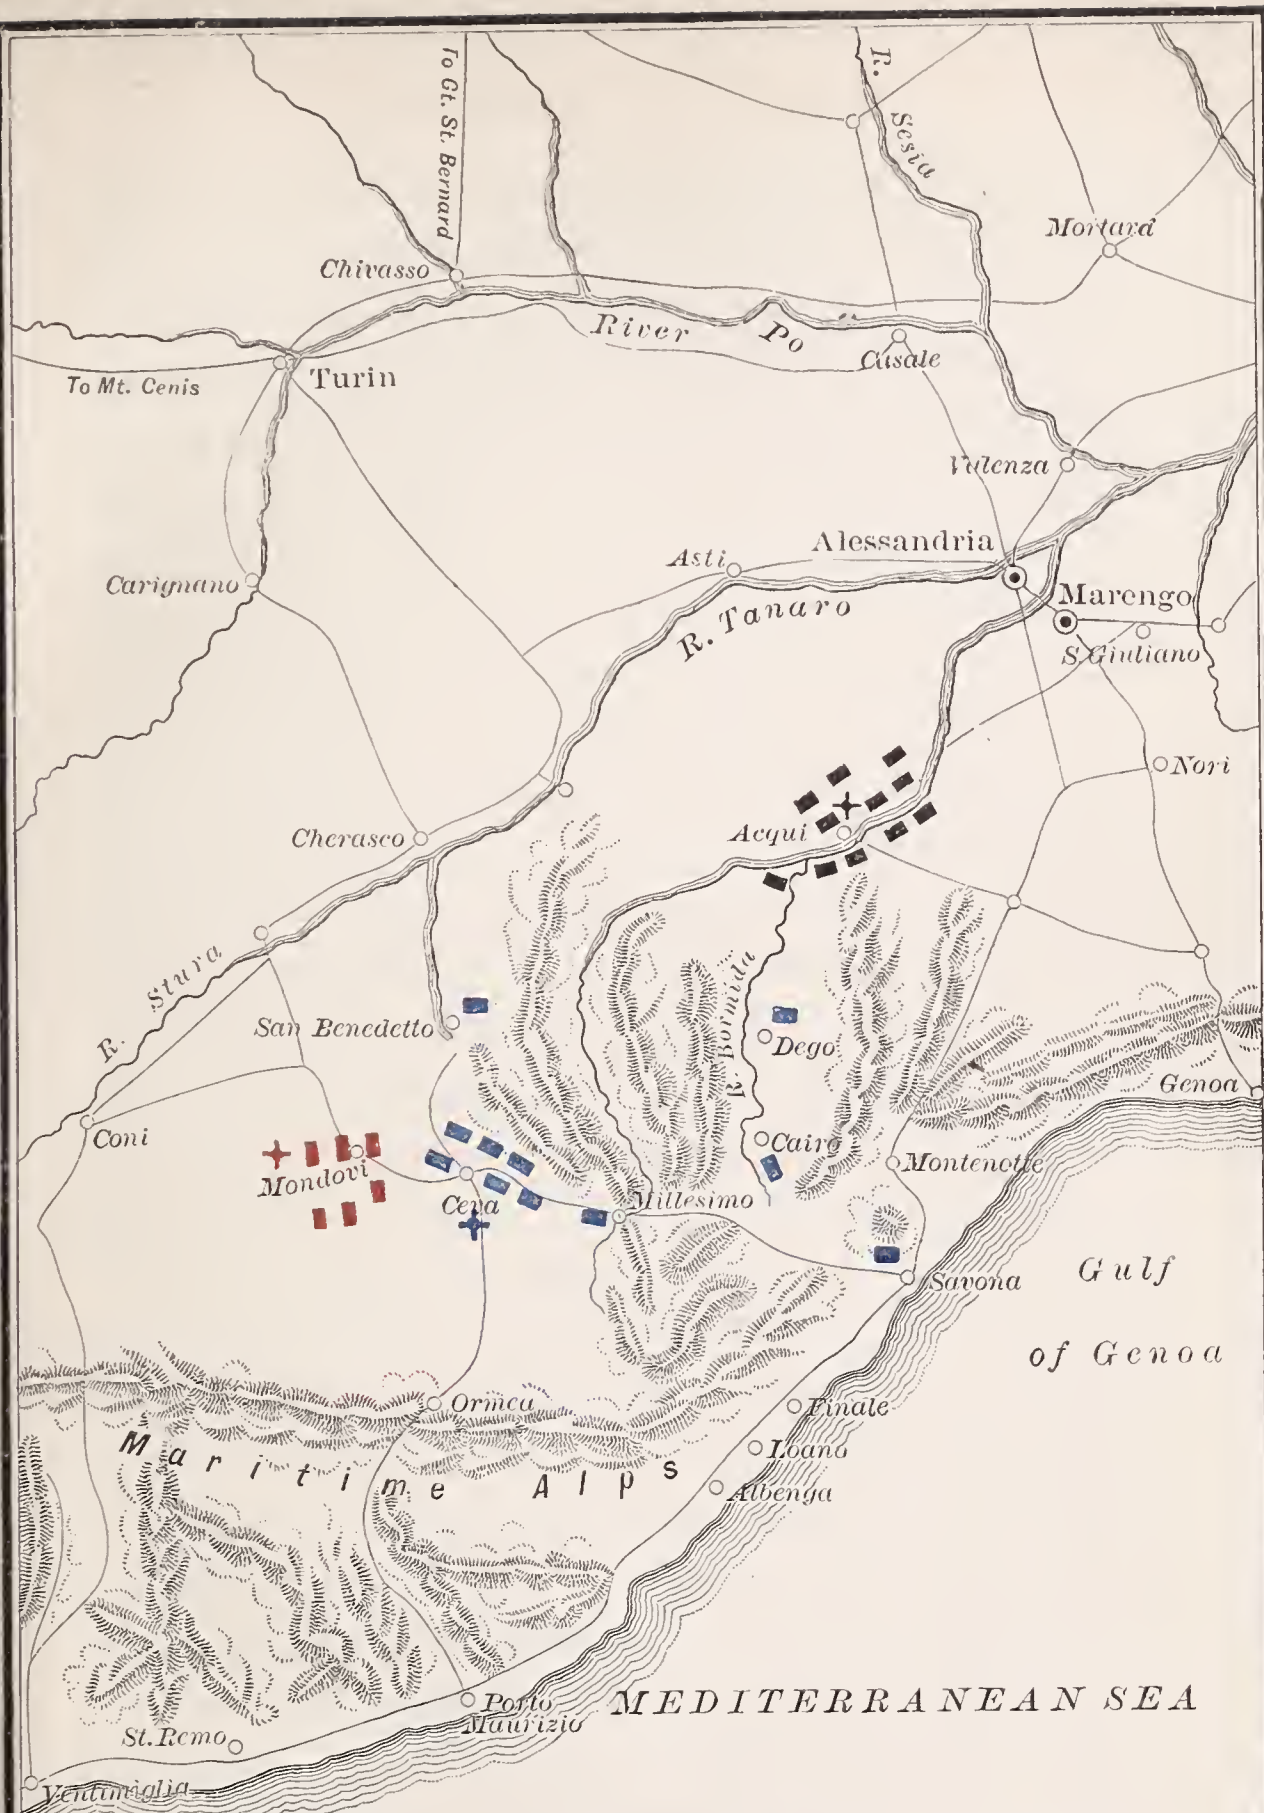 To Gt. St. Bernard
R. Sesia
Mortara
Chivasso
River Po
Casale
To Mt. Cenis
Turin
Valenza
Alessandria
Asti
Carignano
Marengo
R. Tanaro
S. Giuliano
Nori
Acqui
Cherasco
R. Stura
San Benedetto
R. Bormida
Dego
Genoa
Coni
Cairo
Mondovi
Montenotte
Ceva
Millesimo
Savona
Gulf
of Genoa
Ormea
Finale
Maritime Alps
Loano
Albenga
Porto
Maurizio
MEDITERRANEAN SEA
St. Remo
Ventimiglia